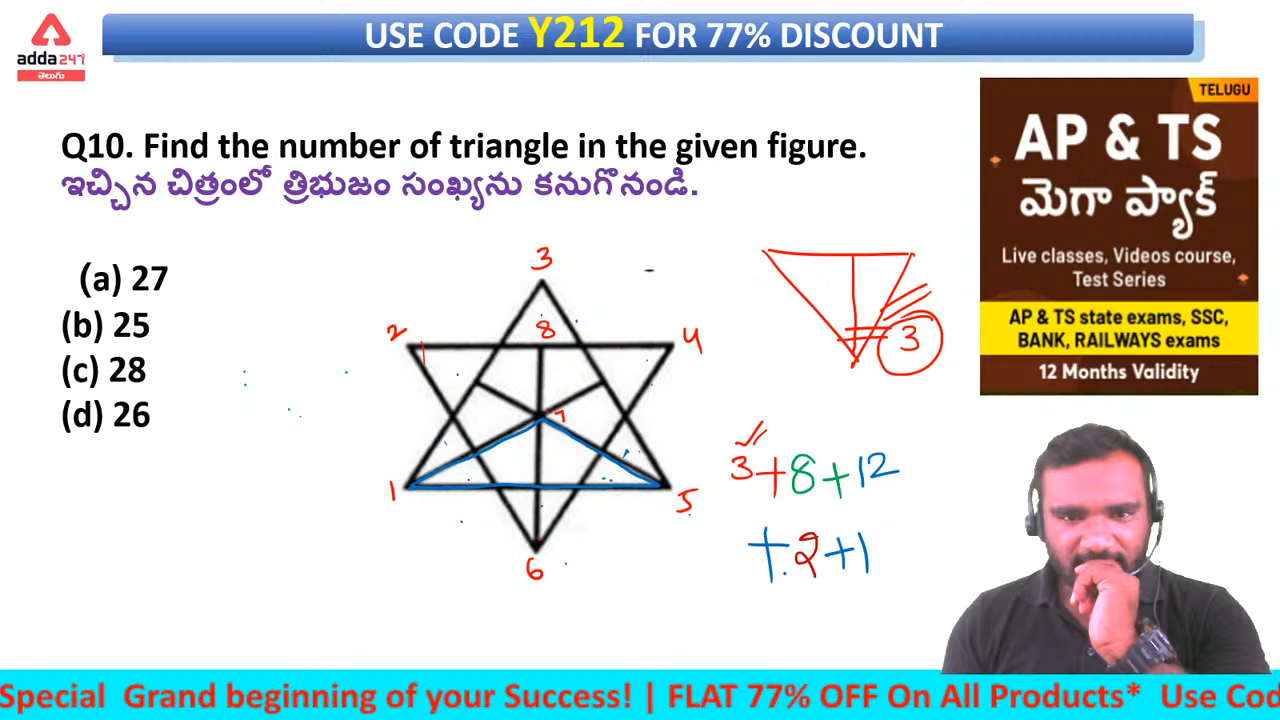 USE CODE Y212 FOR 77% DISCOUNT
adda247
తెలుగు
TELUGU
AP & TS
మెగా ప్యాక్
Live classes, Videos course,
Test Series
AP & TS state exams, SSC,
BANK, RAILWAYS exams
12 Months Validity
Q10. Find the number of triangle in the given figure.
ఇచ్చిన చిత్రంలో త్రిభుజం సంఖ్యను కనుగొనండి.
(a) 27
(b) 25
(c) 28
(d) 26
3
2
8
4
7
1
5
6
3
3+8+12
+2+1
Special Grand beginning of your Success! | FLAT 77% OFF On All Products* Use Cod